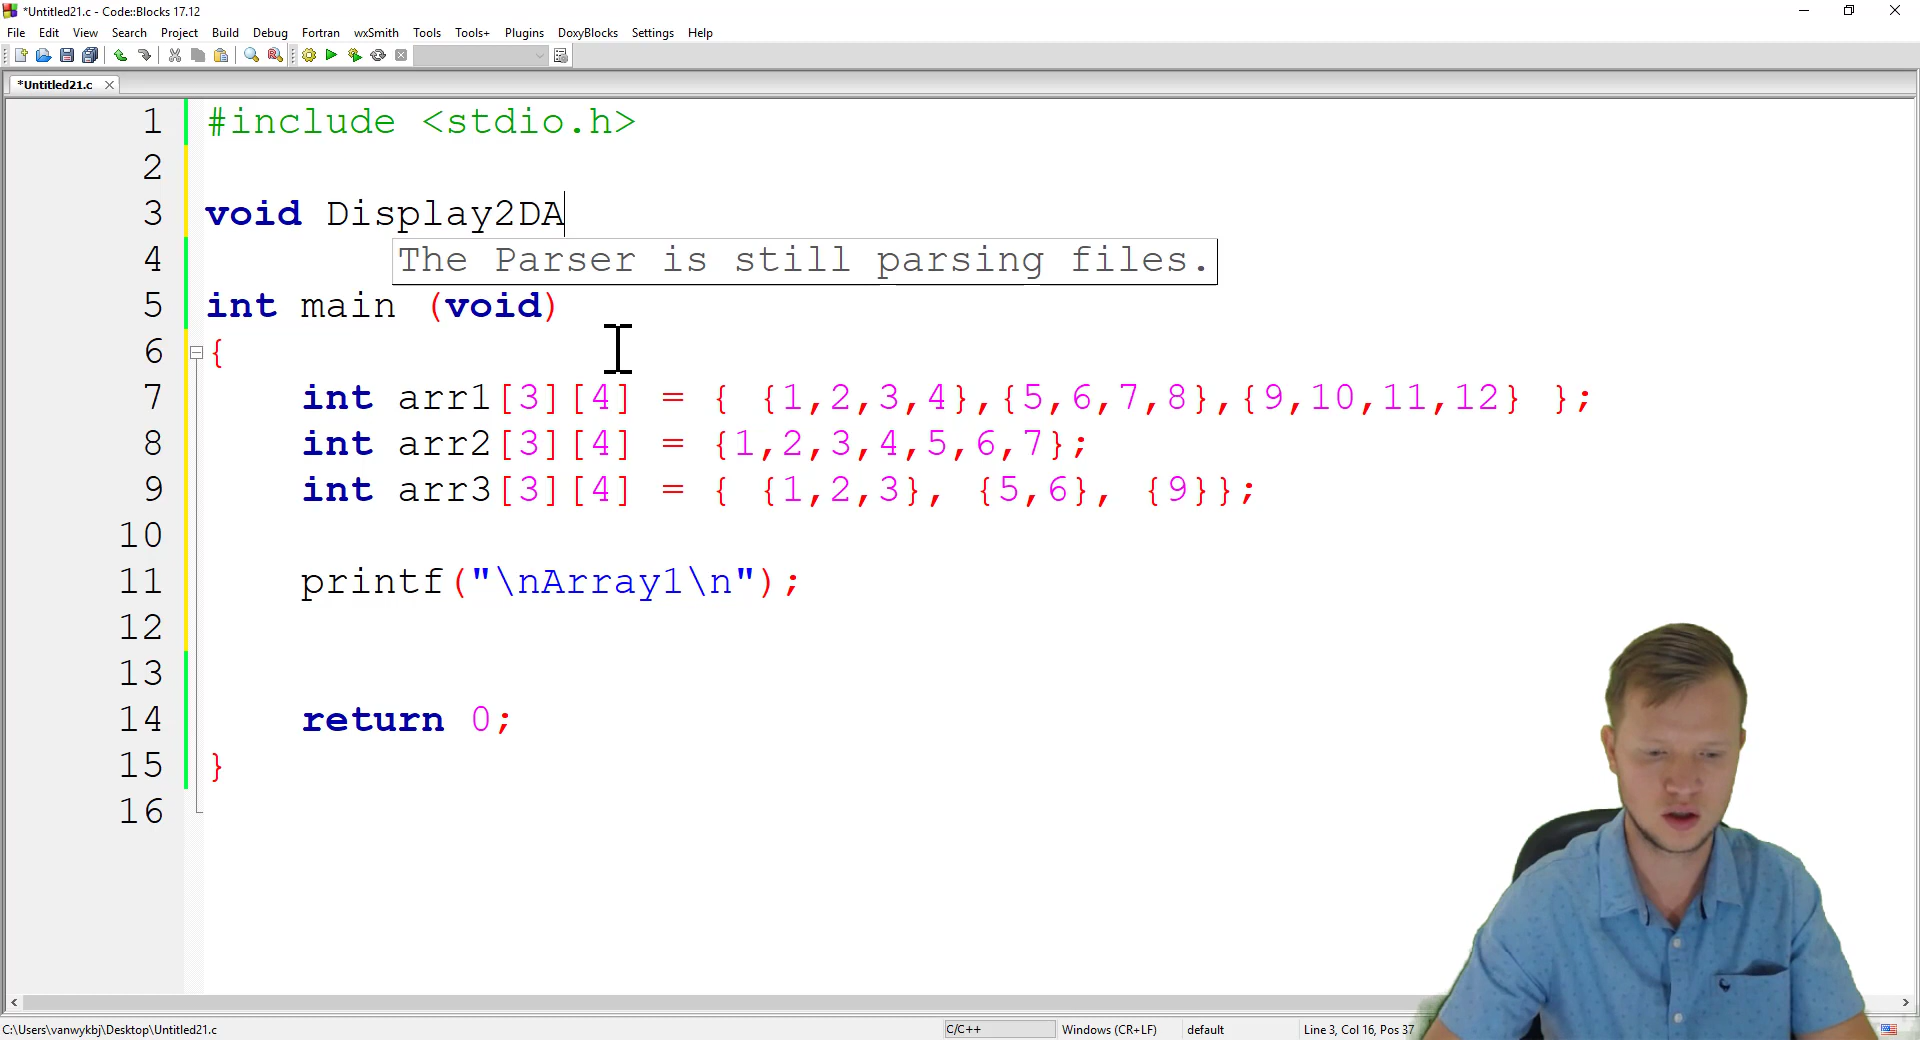 *Untitled21.c - Code::Blocks 17.12
File Edit View Search Project Build Debug Fortran wxSmith Tools Tools+ Plugins DoxyBlocks Settings Help
*Untitled21.c
1 #include <stdio.h>
2
3 void Display2DA
The Parser is still parsing files.
4
5 int main (void)
6 {
7 int arr1[3][4] = { {1,2,3,4},{5,6,7,8},{9,10,11,12} };
8 int arr2[3][4] = {1,2,3,4,5,6,7};
9 int arr3[3][4] = { {1,2,3}, {5,6}, {9}};
10
11 printf("\nArray1\n");
12
13
14 return 0;
15 }
16
C:\Users\vanwykbj\Desktop\Untitled21.c C/C++ Windows (CR+LF) default Line 3, Col 16, Pos 37